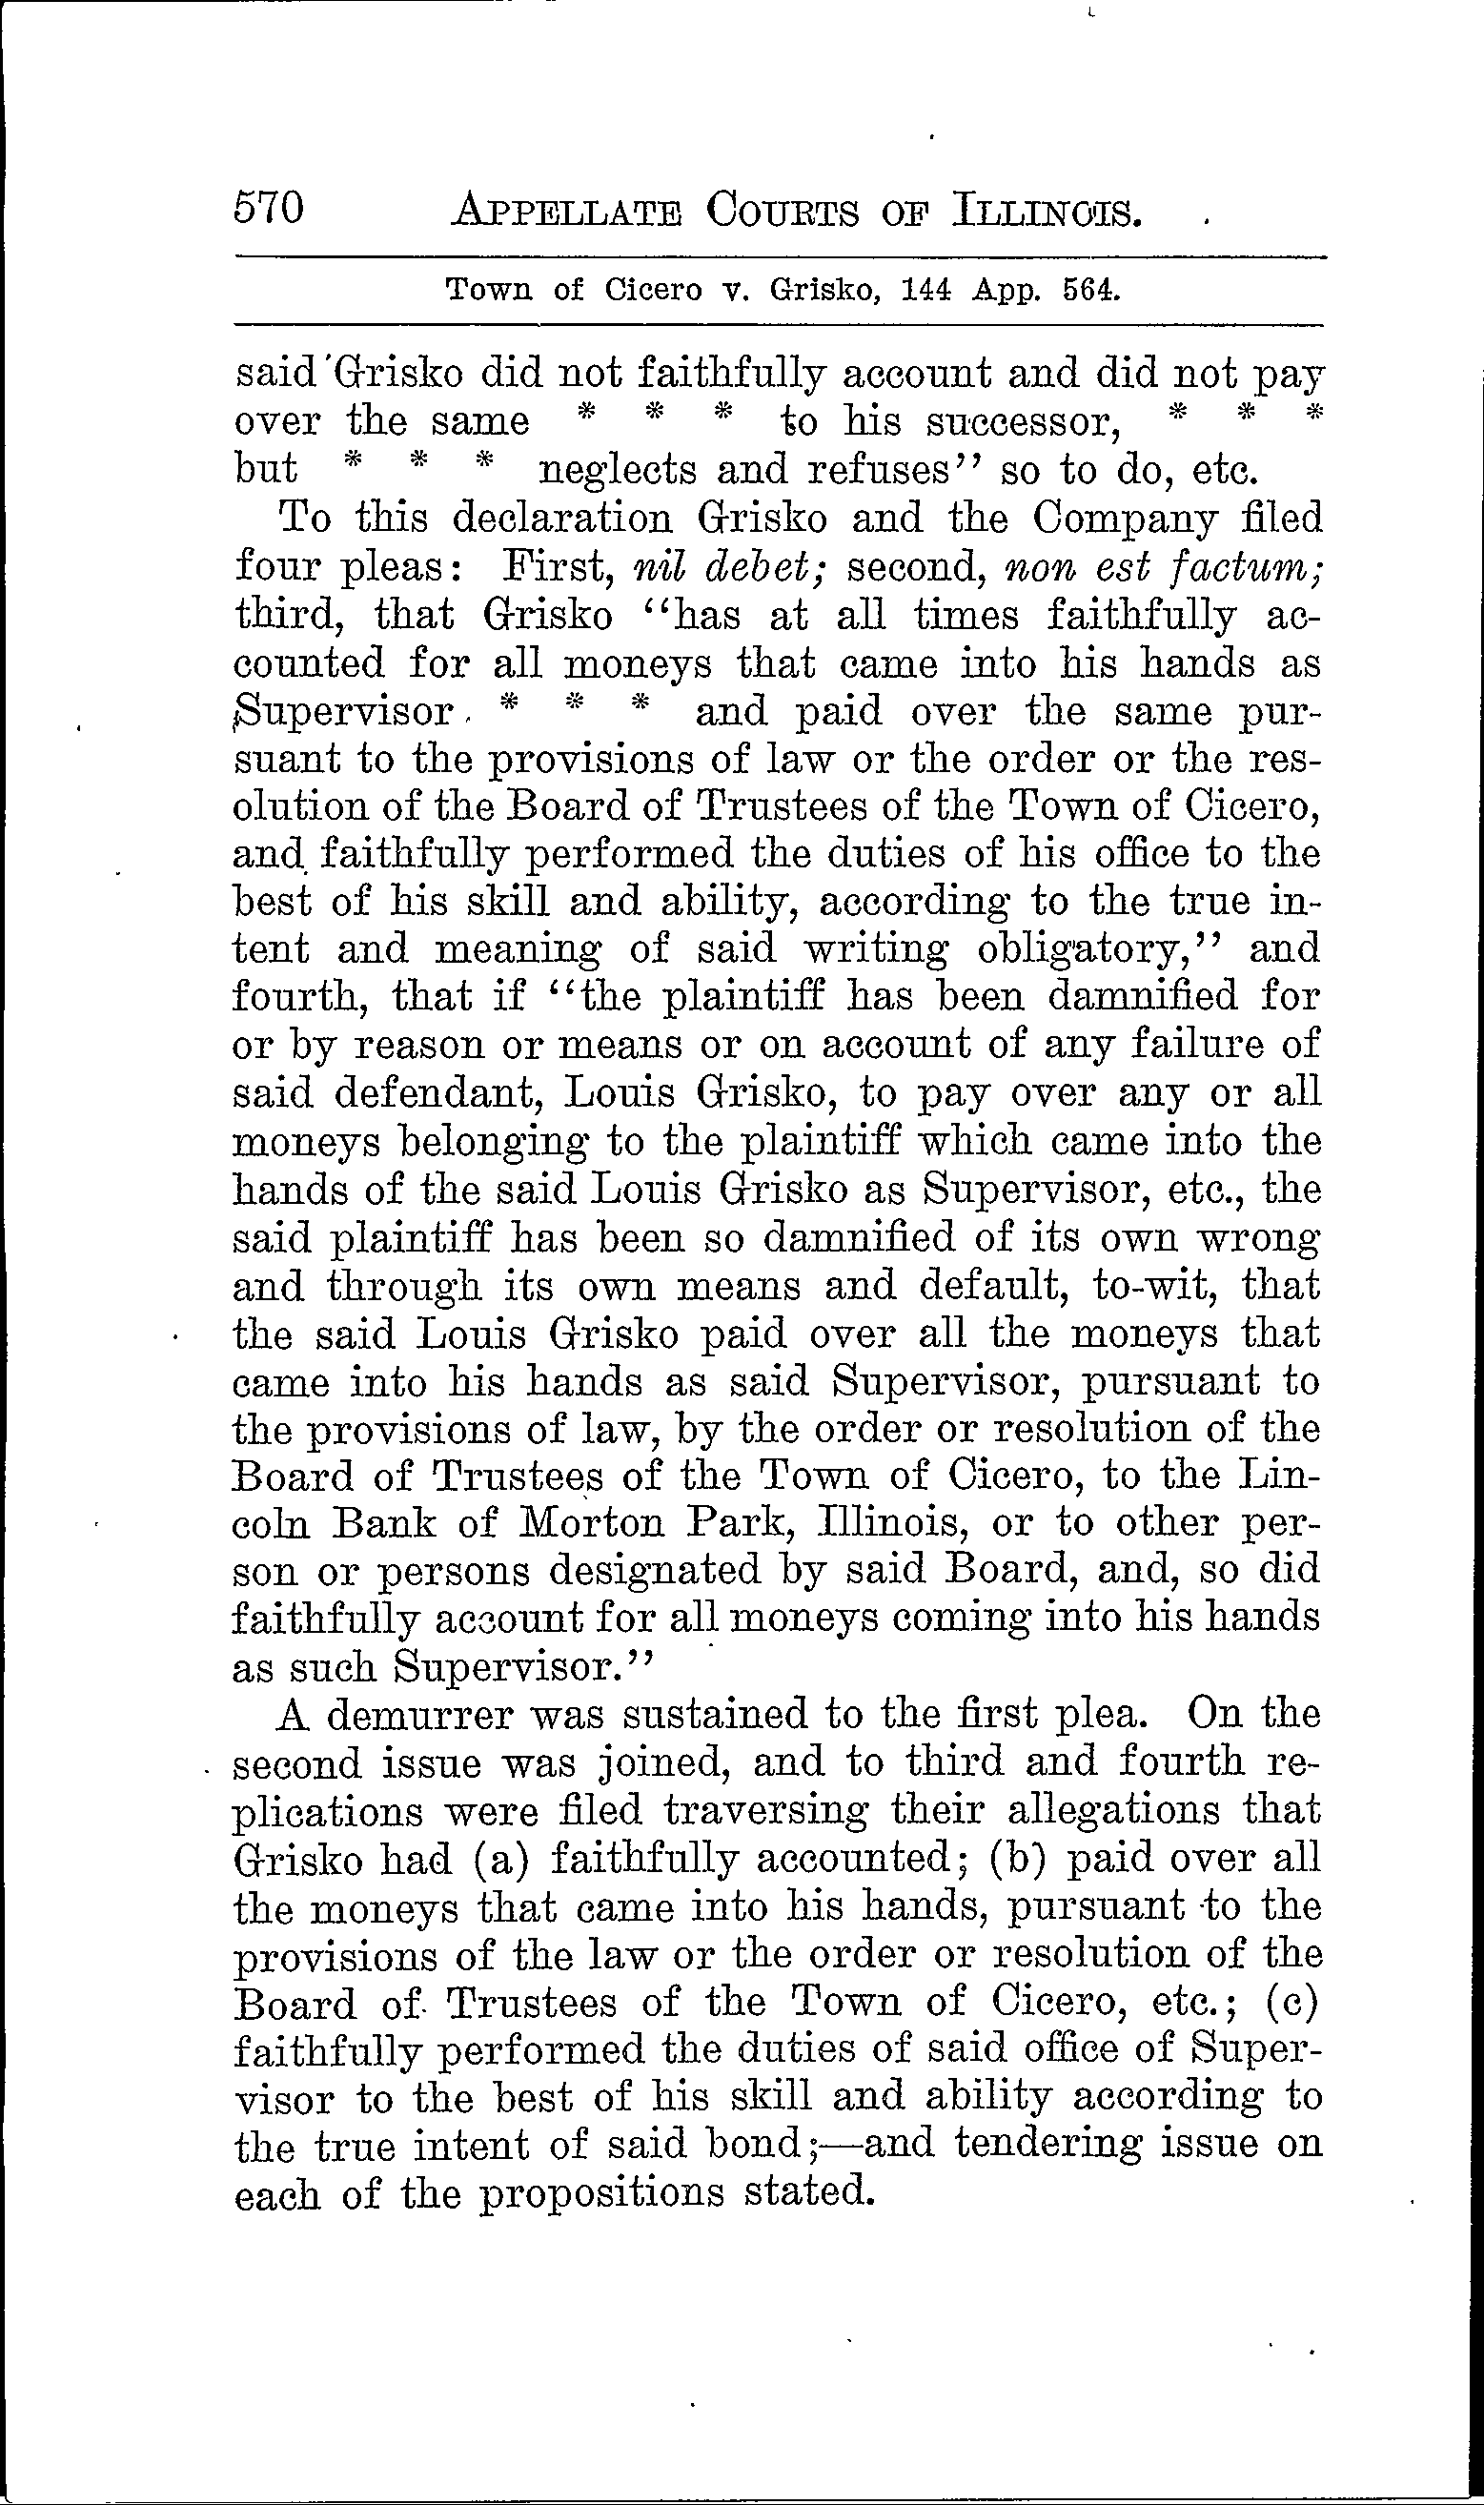 570 APPELLATE COURTS OF ILLINOIS.
Town of Cicero v. Grisko, 144 App. 564.
said Grisko did not faithfully account and did not pay
over the same * * * to his successor, * * *
but * * * neglects and refuses" so to do, etc.
To this declaration Grisko and the Company filed
four pleas: First, nil debet; second, non est factum;
third, that Grisko "has at all times faithfully ac-
counted for all moneys that came into his hands as
Supervisor * * * and paid over the same pur-
suant to the provisions of law or the order or the res-
olution of the Board of Trustees of the Town of Cicero,
and faithfully performed the duties of his office to the
best of his skill and ability, according to the true in-
tent and meaning of said writing obligatory," and
fourth, that if "the plaintiff has been damnified for
or by reason or means or on account of any failure of
said defendant, Louis Grisko, to pay over any or all
moneys belonging to the plaintiff which came into the
hands of the said Louis Grisko as Supervisor, etc., the
said plaintiff has been so damnified of its own wrong
and through its own means and default, to-wit, that
the said Louis Grisko paid over all the moneys that
came into his hands as said Supervisor, pursuant to
the provisions of law, by the order or resolution of the
Board of Trustees of the Town of Cicero, to the Lin-
coln Bank of Morton Park, Illinois, or to other per-
son or persons designated by said Board, and, so did
faithfully account for all moneys coming into his hands
as such Supervisor."
A demurrer was sustained to the first plea. On the
second issue was joined, and to third and fourth re-
plications were filed traversing their allegations that
Grisko had (a) faithfully accounted; (b) paid over all
the moneys that came into his hands, pursuant to the
provisions of the law or the order or resolution of the
Board of Trustees of the Town of Cicero, etc.; (c)
faithfully performed the duties of said office of Super-
visor to the best of his skill and ability according to
the true intent of said bond;—and tendering issue on
each of the propositions stated.